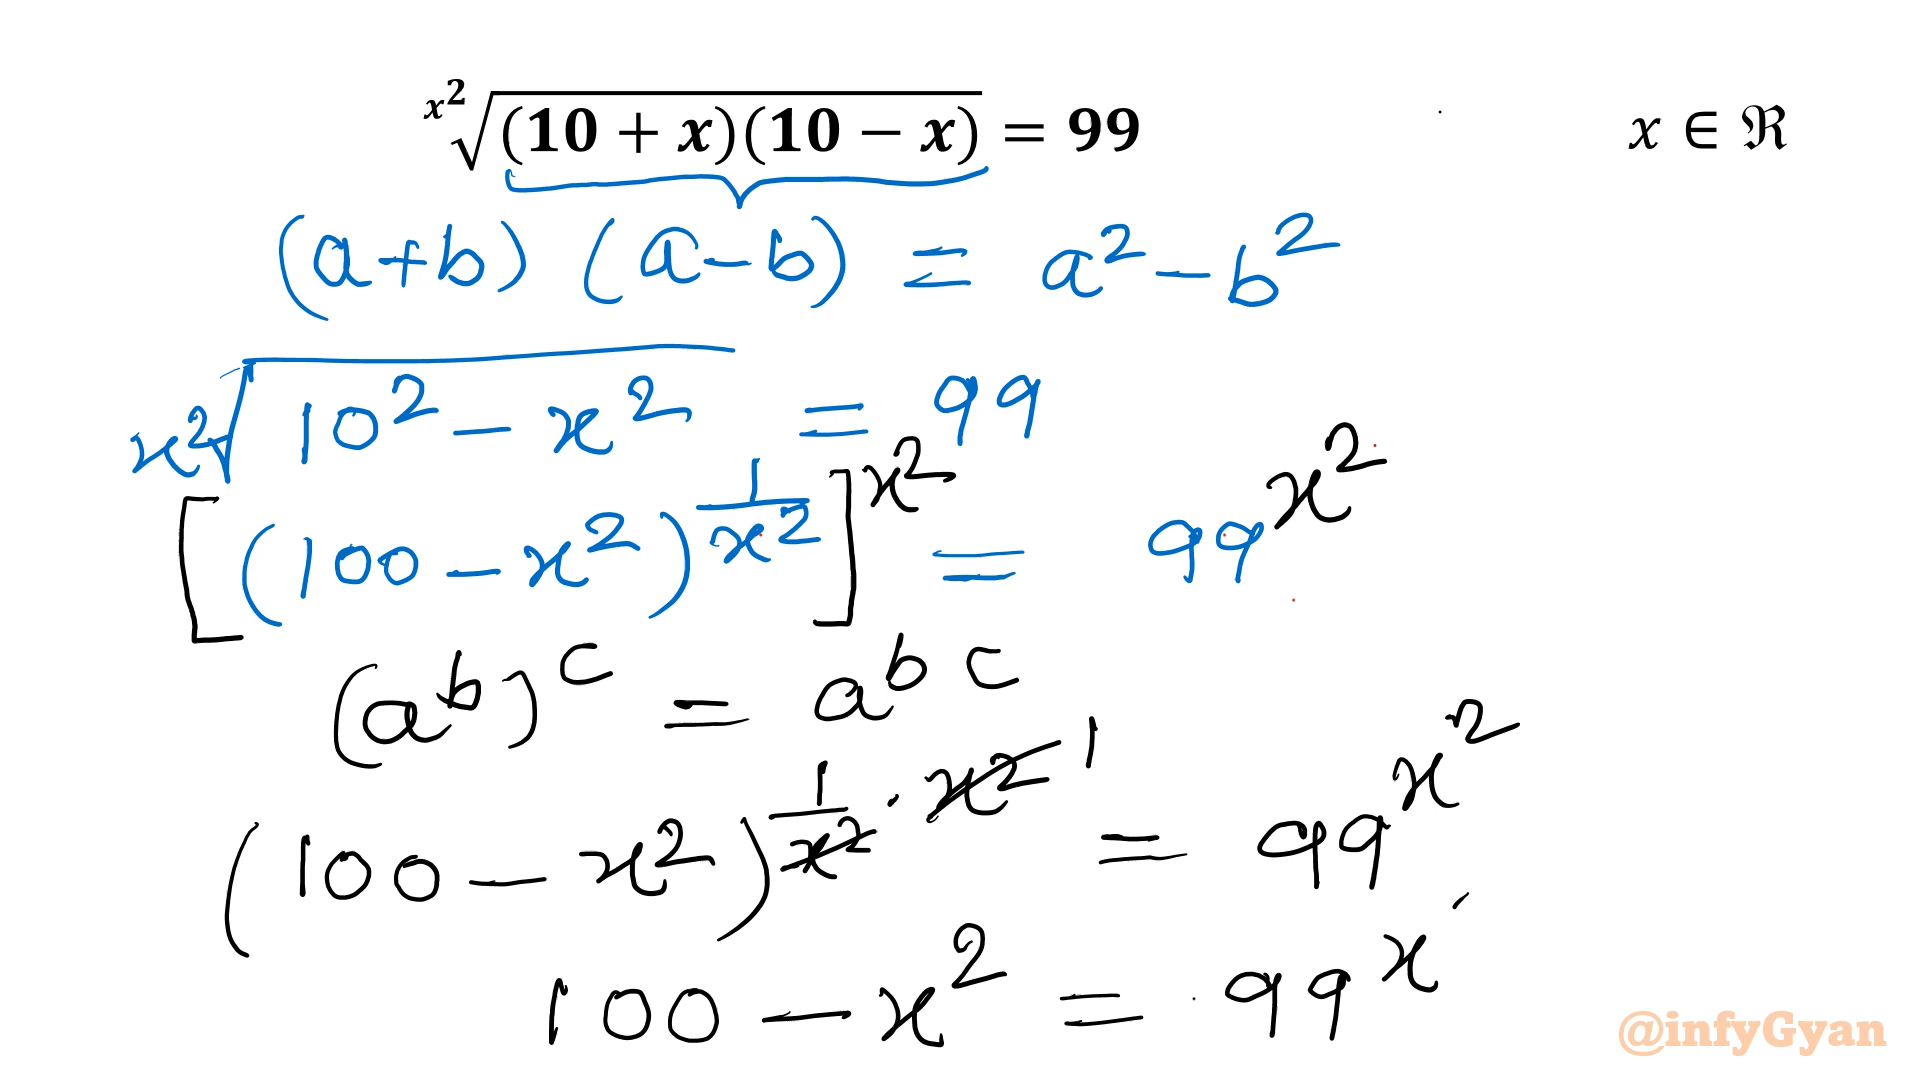 ˣ²√(10 + x)(10 − x) = 99    x ∈ ℜ
(a+b) (a−b) = a² − b²
ˣ²√10² − x² = 99
[(100 − x²)^(1/x²)]^x² = 99^x²
(a^b)^c = a^bc
(100 − x²)^(1/x² · x²) 1 = 99^x²
100 − x² = 99^x
@infyGyan